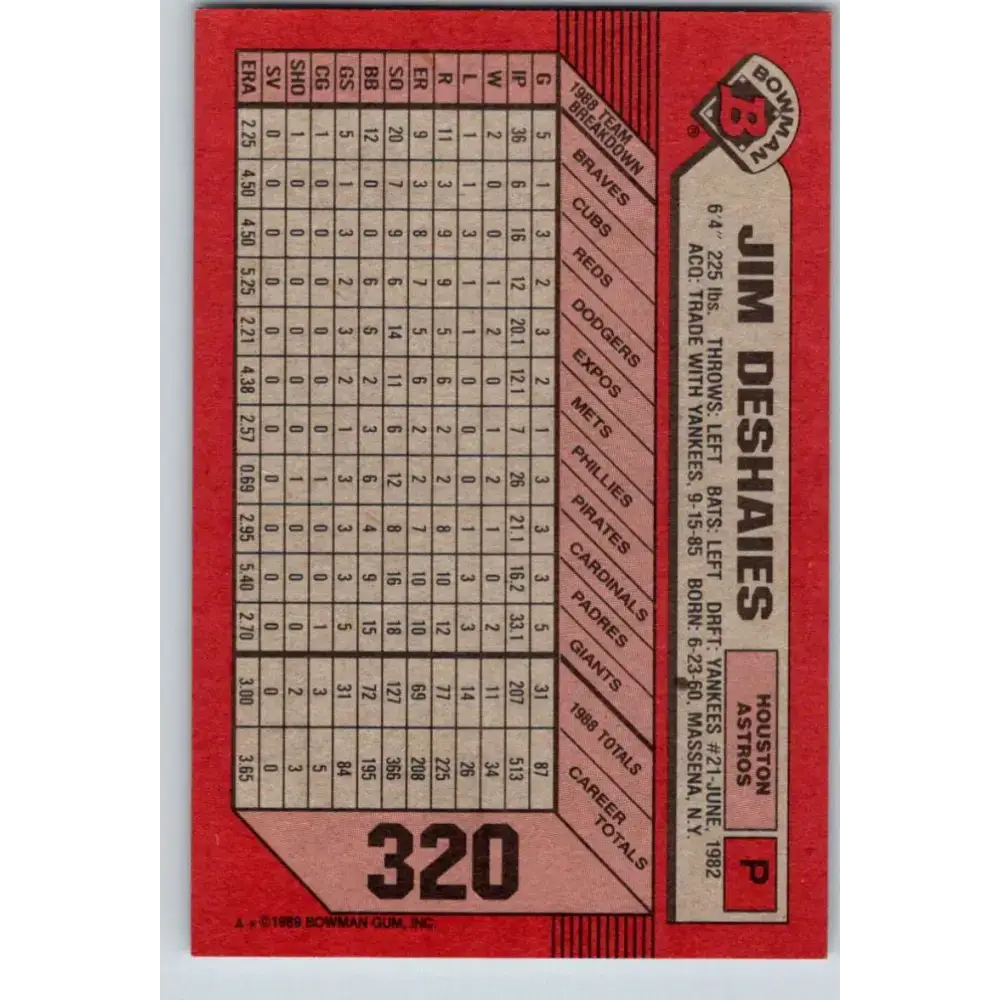 BOWMAN
B
®
JIM DESHAIES
HOUSTON
ASTROS
P
6'4" 225 lbs. THROWS: LEFT BATS: LEFT DRFT: YANKEES #21-JUNE, 1982
ACQ: TRADE WITH YANKEES, 9-15-85 BORN: 6-23-60, MASSENA, N.Y.
1988 TEAM BREAKDOWN BRAVES CUBS REDS DODGERS EXPOS METS PHILLIES PIRATES CARDINALS PADRES GIANTS 1988 TOTALS CAREER TOTALS
G 5 1 3 2 3 2 1 3 3 3 5 31 87
IP 36 6 16 12 20.1 12.1 7 26 21.1 16.2 33.1 207 513
W 2 0 0 1 2 0 1 2 1 0 2 11 34
L 1 1 3 1 1 1 0 0 1 3 3 14 26
R 11 3 9 9 5 6 2 2 8 10 12 77 225
ER 9 3 8 7 5 6 2 2 7 10 10 69 208
SO 20 7 9 6 14 11 6 12 8 16 18 127 366
BB 12 0 9 6 6 2 3 6 4 9 15 72 195
GS 5 1 3 2 3 2 1 3 3 3 5 31 84
CG 1 0 0 0 0 0 0 1 0 0 1 3 5
SHO 1 0 0 0 0 0 0 1 0 0 0 2 3
SV 0 0 0 0 0 0 0 0 0 0 0 0 0
ERA 2.25 4.50 4.50 5.25 2.21 4.38 2.57 0.69 2.95 5.40 2.70 3.00 3.65
320
A * ©1989 BOWMAN GUM, INC.